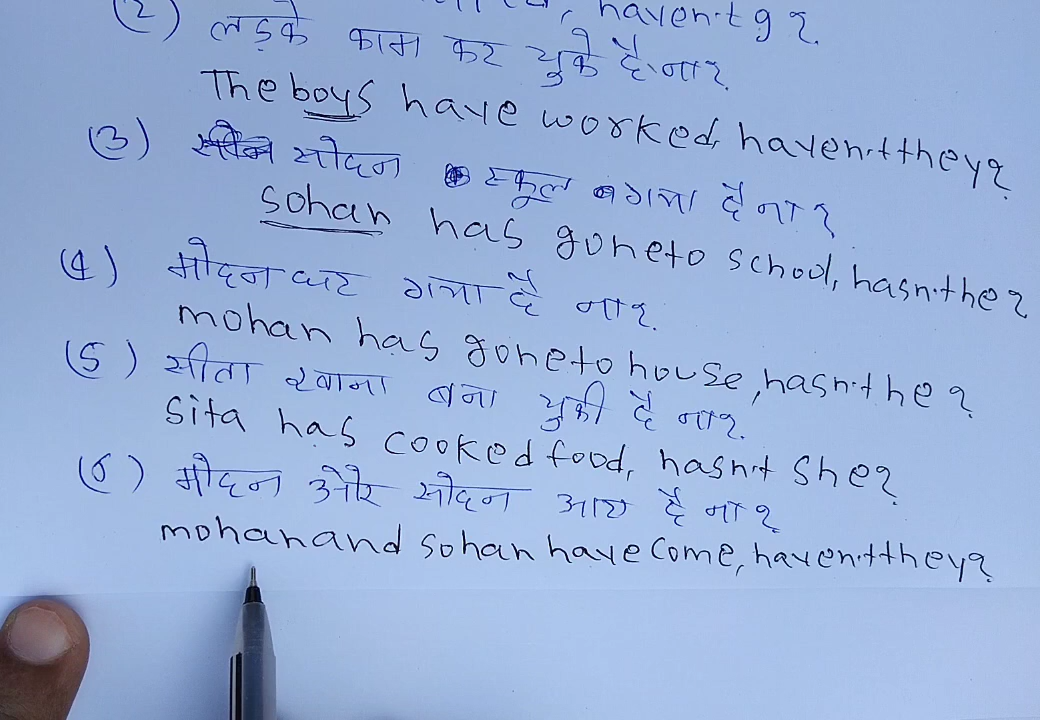 haven't I?
(2) लड़के काम कर चुके हैं ना?
The boys have worked, haven't they?
(3) सोहन स्कूल गया है ना?
sohan has gone to school, hasn't he?
(4) मोहन घर गया है ना?
mohan has gone to house, hasn't he?
(5) सीता खाना बना चुकी है ना?
Sita has cooked food, hasn't she?
(6) मोहन और सोहन आए हैं ना?
mohan and sohan have come, haven't they?